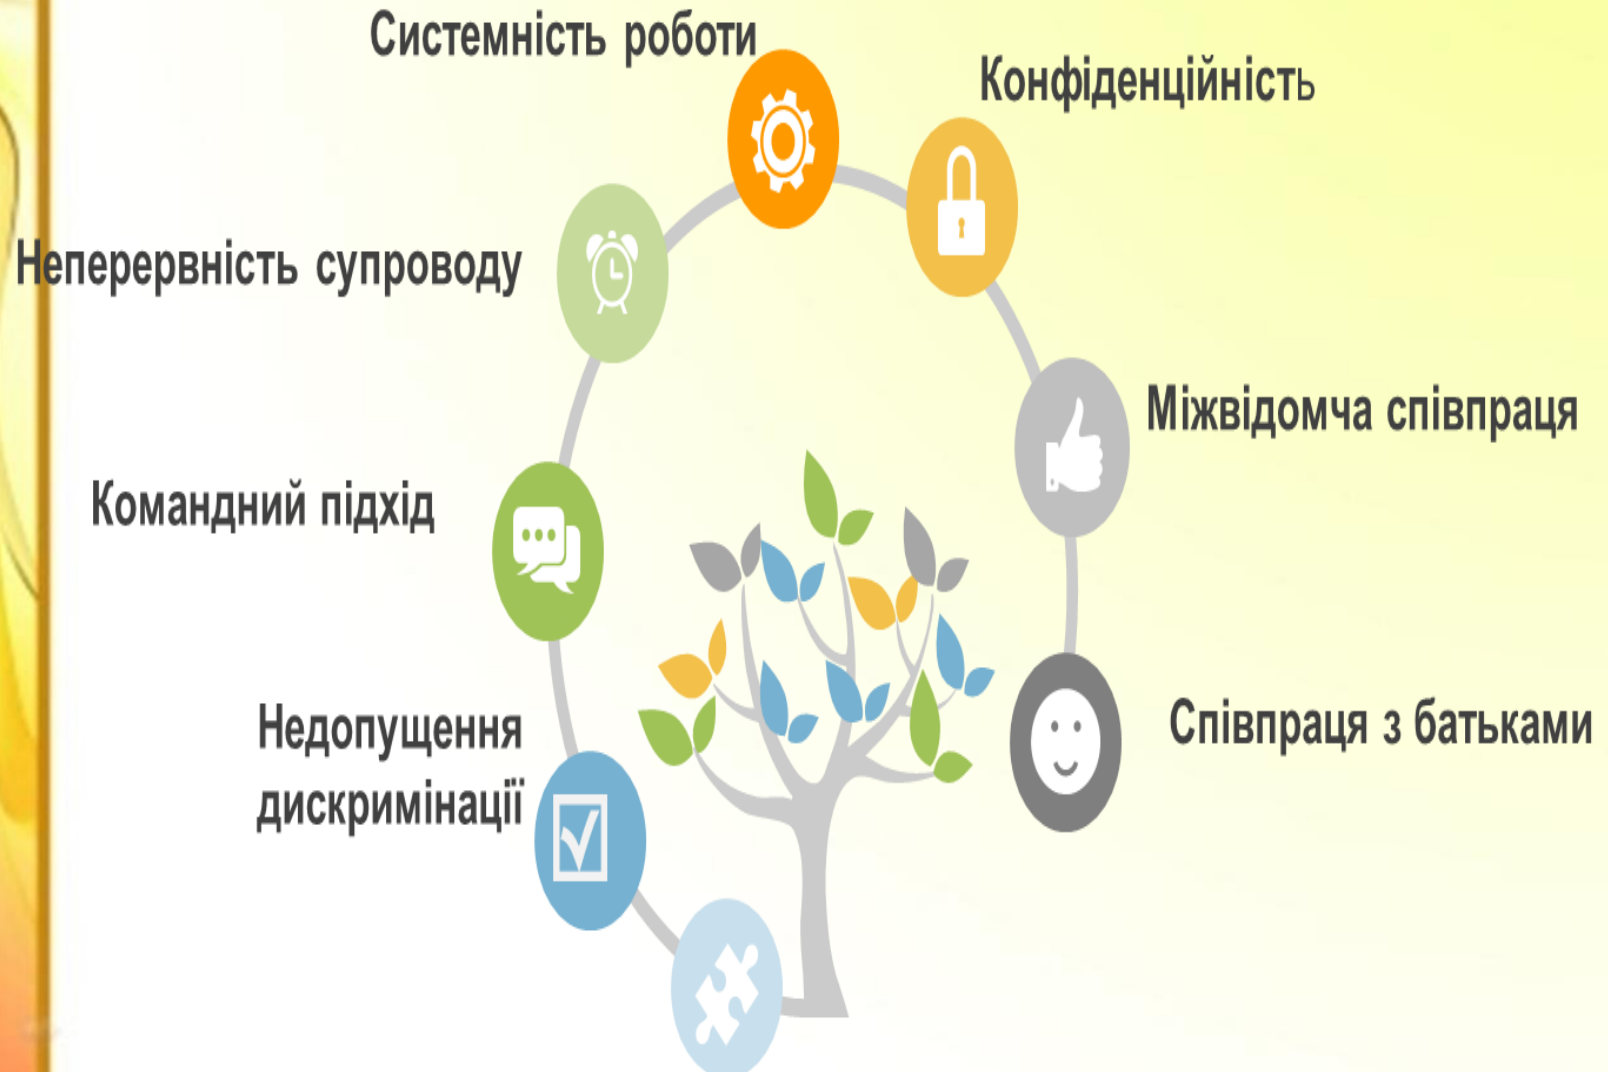 Системність роботи
Конфіденційність
Неперервність супроводу
Міжвідомча співпраця
Командний підхід
Співпраця з батьками
Недопущення
дискримінації